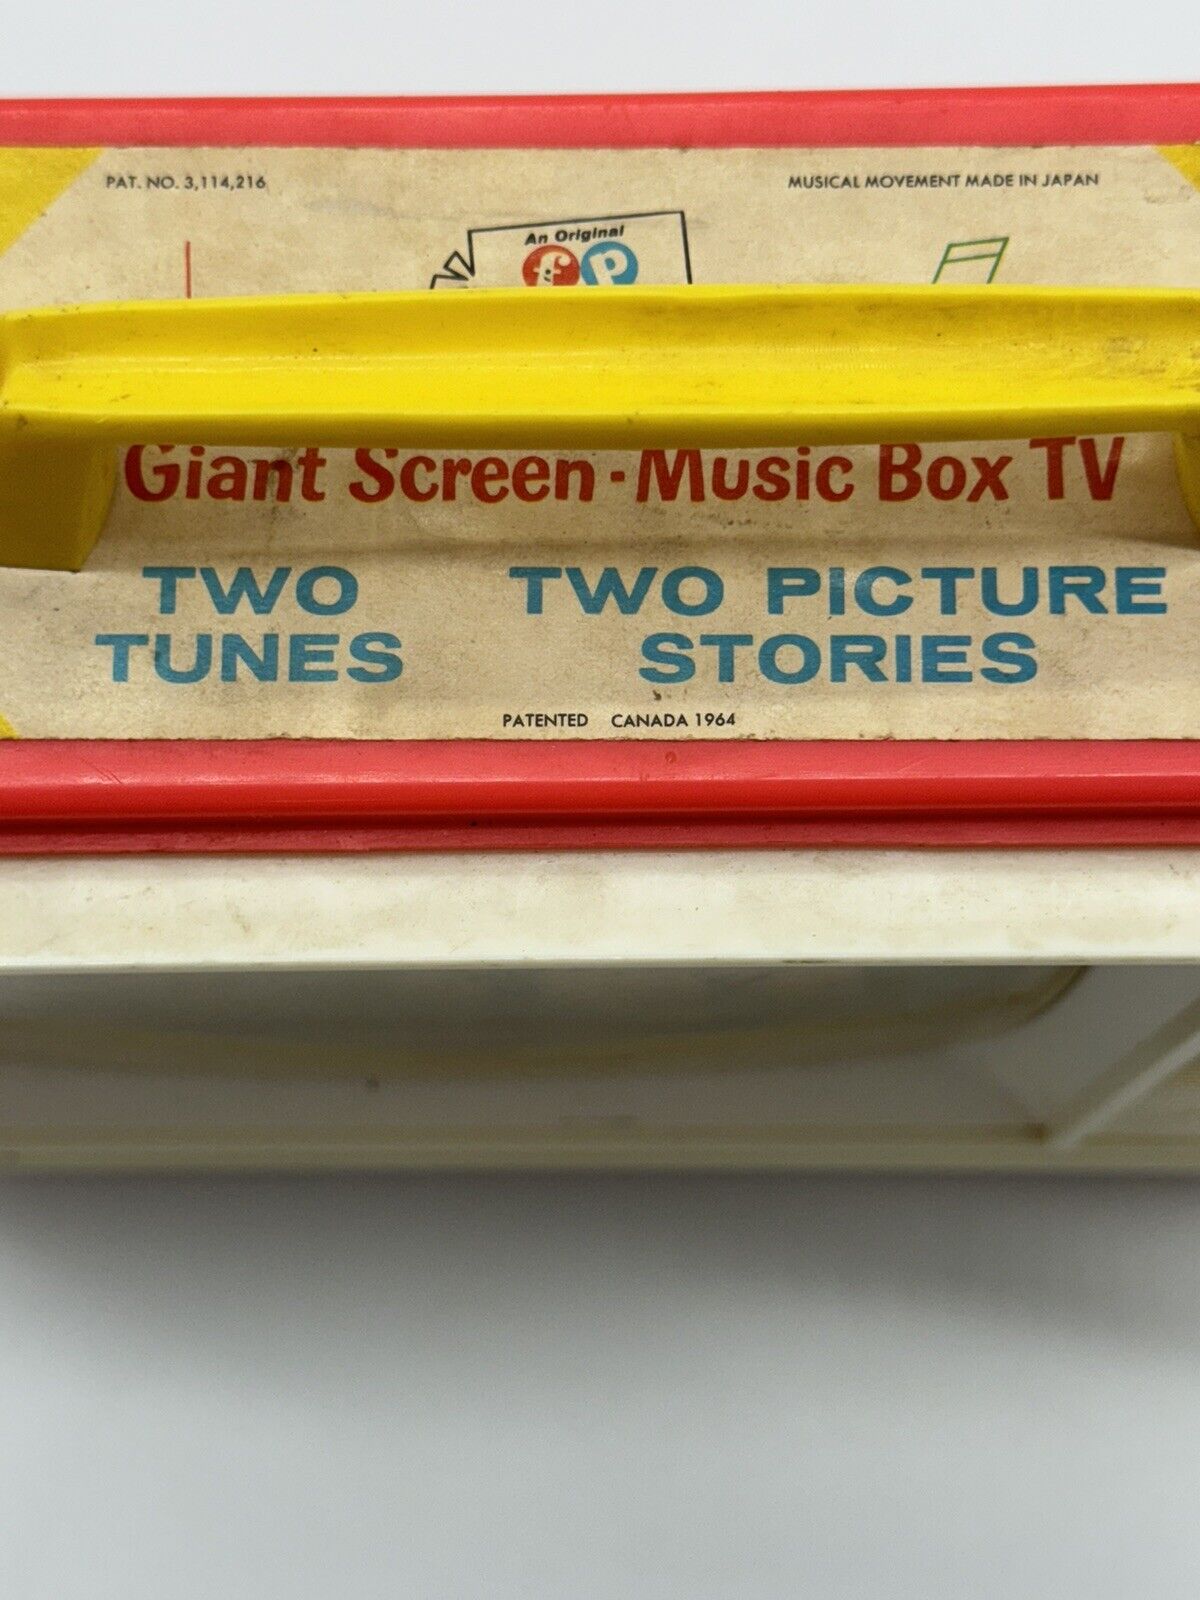 PAT. NO. 3,114,216
MUSICAL MOVEMENT MADE IN JAPAN
An Original
fp
Giant Screen - Music Box TV
TWO TUNES
TWO PICTURE STORIES
PATENTED CANADA 1964